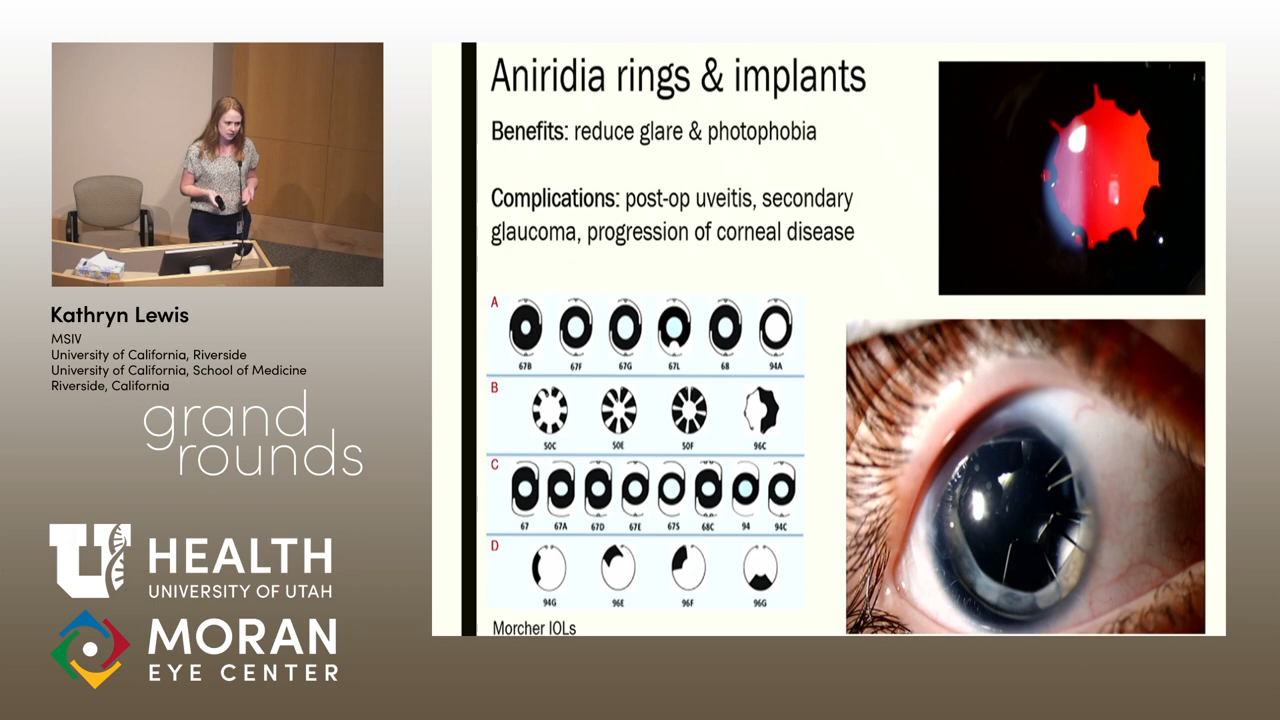 Kathryn Lewis
MSIV
University of California, Riverside
University of California, School of Medicine
Riverside, California
grand
rounds
U
HEALTH
UNIVERSITY OF UTAH
MORAN
EYE CENTER
Aniridia rings & implants
Benefits: reduce glare & photophobia
Complications: post-op uveitis, secondary
glaucoma, progression of corneal disease
A
67B 67F 67G 67L 68 94A
B
50C 50E 50F 96C
C
67 67A 67D 67E 67S 68C 94 94C
D
94G 96E 96F 96G
Morcher IOLs